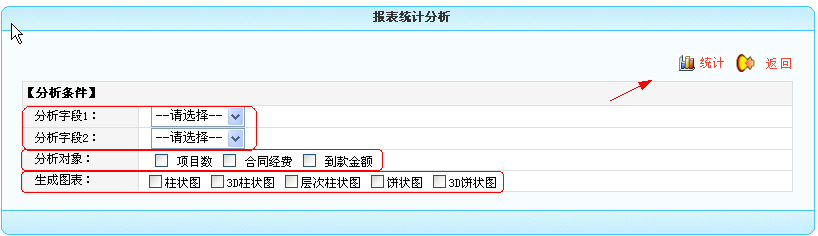 报表统计分析
统计 返回
【分析条件】
分析字段1： --请选择--
分析字段2： --请选择--
分析对象： 项目数 合同经费 到款金额
生成图表： 柱状图 3D柱状图 层次柱状图 饼状图 3D饼状图